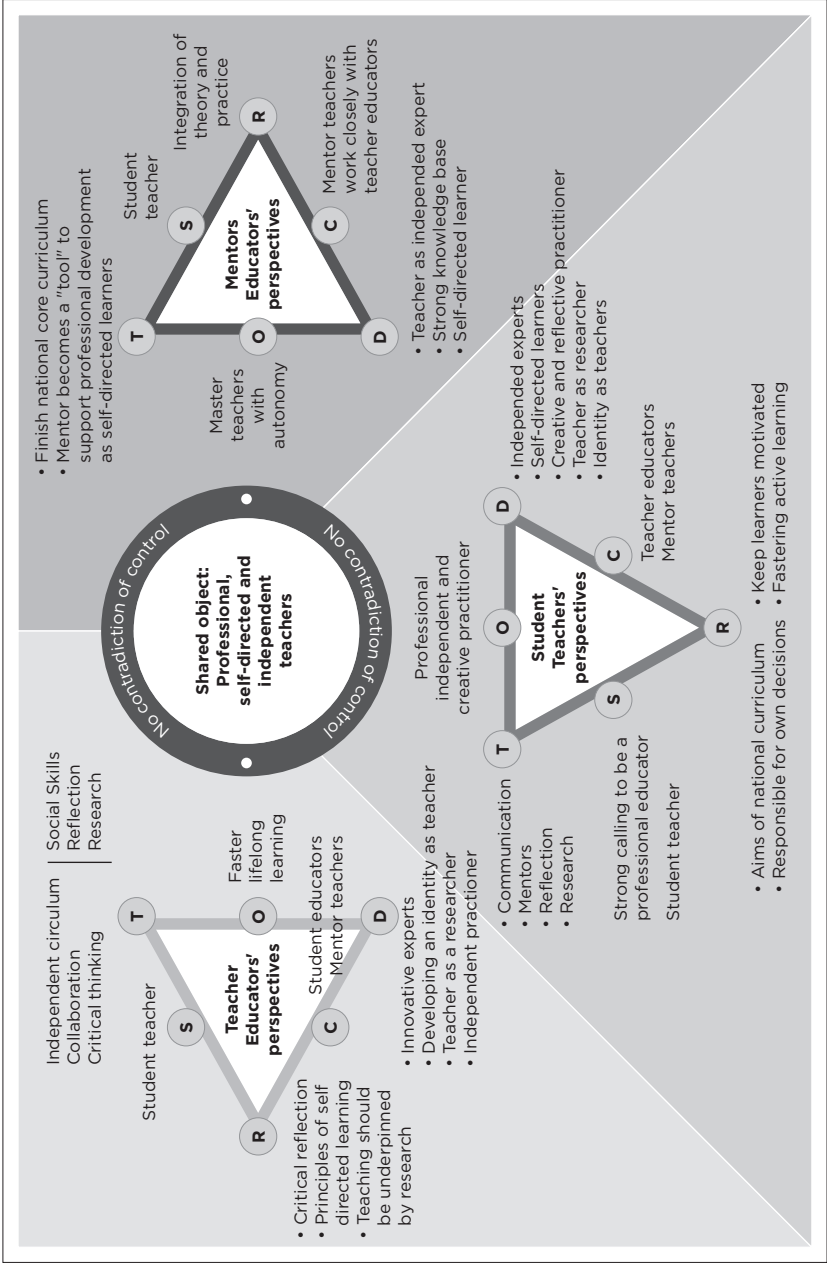 Independent circulum
Collaboration
Critical thinking
Social Skills
Reflection
Research
Student teacher
T
S
O
R
C
D
Teacher
Educators'
perspectives
Faster
lifelong
learning
Student educators
Mentor teachers
• Critical reflection
• Principles of self
directed learning
• Teaching should
be underpinned
by research
• Innovative experts
• Developing an identity as teacher
• Teacher as a researcher
• Independent practioner
No contradiction of control
Shared object:
Professional,
self-directed and
independent
teachers
No contradiction of control
• Finish national core curriculum
• Mentor becomes a "tool" to
support professional development
as self-directed learners
Student
teacher
Integration of
theory and
practice
T
S
R
O
C
D
Mentors
Educators'
perspectives
Master
teachers
with
autonomy
Mentor teachers
work closely with
teacher educators
• Teacher as independent expert
• Strong knowledge base
• Self-directed learner
Professional
independent and
creative practitioner
T
O
D
S
C
R
Student
Teachers'
perspectives
• Communication
• Mentors
• Reflection
• Research
Strong calling to be a
professional educator
Student teacher
• Independed experts
• Self-directed learners
• Creative and reflective practitioner
• Teacher as researcher
• Identity as teachers
Teacher educators
Mentor teachers
• Aims of national curriculum
• Responsible for own decisions
• Keep learners motivated
• Fastering active learning